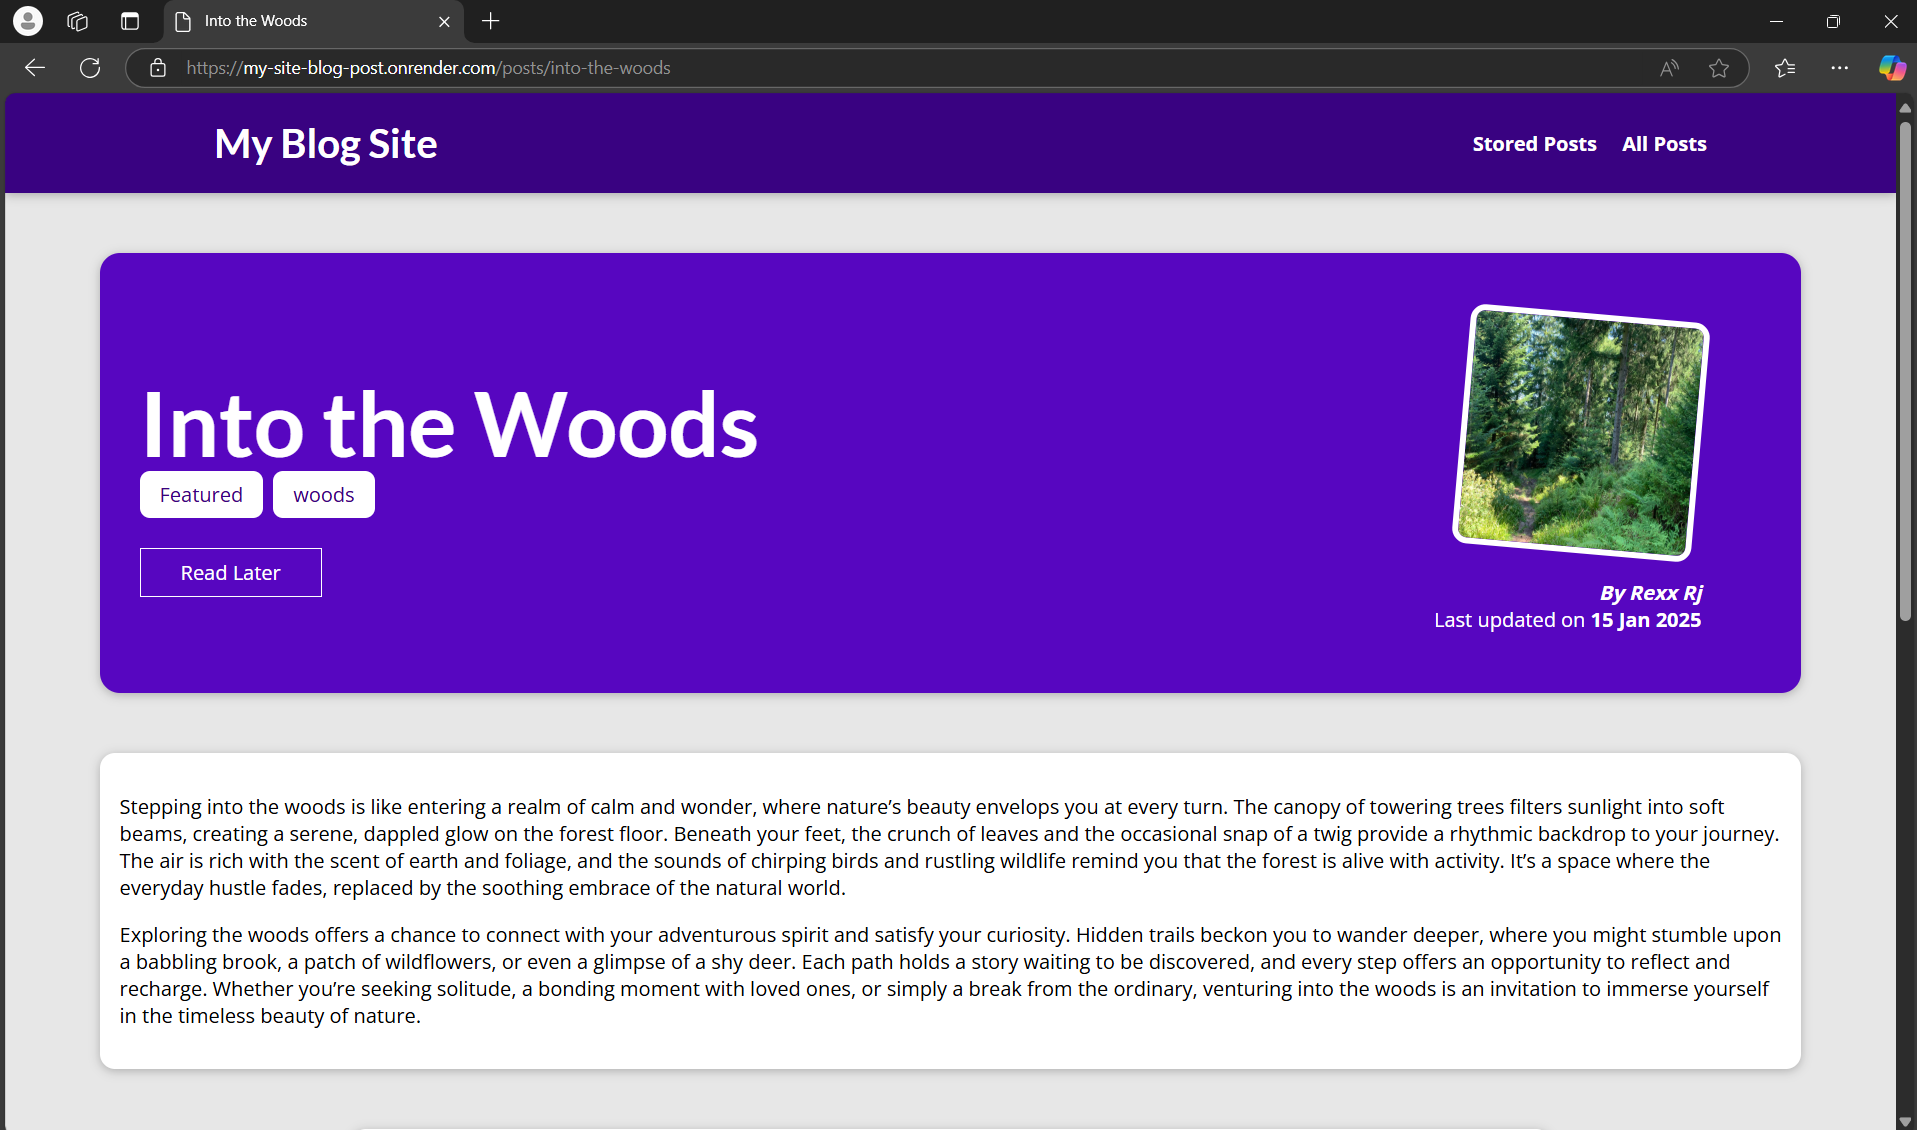 Into the Woods
https://my-site-blog-post.onrender.com/posts/into-the-woods
My Blog Site
Stored Posts
All Posts
Into the Woods
Featured
woods
Read Later
By Rexx Rj
Last updated on 15 Jan 2025
Stepping into the woods is like entering a realm of calm and wonder, where nature’s beauty envelops you at every turn. The canopy of towering trees filters sunlight into soft
beams, creating a serene, dappled glow on the forest floor. Beneath your feet, the crunch of leaves and the occasional snap of a twig provide a rhythmic backdrop to your journey.
The air is rich with the scent of earth and foliage, and the sounds of chirping birds and rustling wildlife remind you that the forest is alive with activity. It’s a space where the
everyday hustle fades, replaced by the soothing embrace of the natural world.
Exploring the woods offers a chance to connect with your adventurous spirit and satisfy your curiosity. Hidden trails beckon you to wander deeper, where you might stumble upon
a babbling brook, a patch of wildflowers, or even a glimpse of a shy deer. Each path holds a story waiting to be discovered, and every step offers an opportunity to reflect and
recharge. Whether you’re seeking solitude, a bonding moment with loved ones, or simply a break from the ordinary, venturing into the woods is an invitation to immerse yourself
in the timeless beauty of nature.